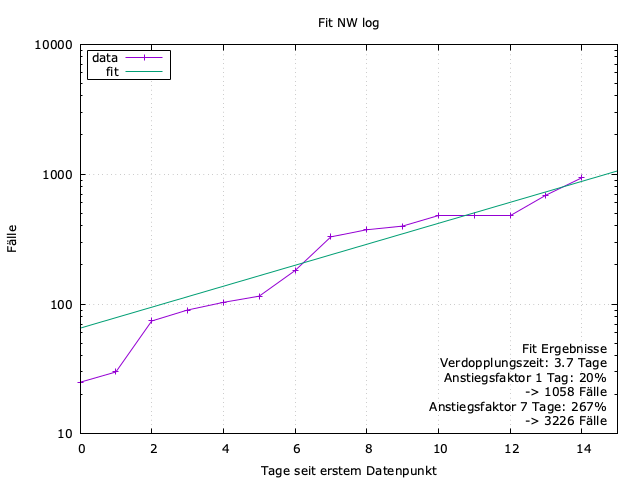 Fit NW log
10000
1000
100
10
Fälle
data
fit
Fit Ergebnisse
Verdopplungszeit: 3.7 Tage
Anstiegsfaktor 1 Tag: 20%
-> 1058 Fälle
Anstiegsfaktor 7 Tage: 267%
-> 3226 Fälle
0 2 4 6 8 10 12 14
Tage seit erstem Datenpunkt